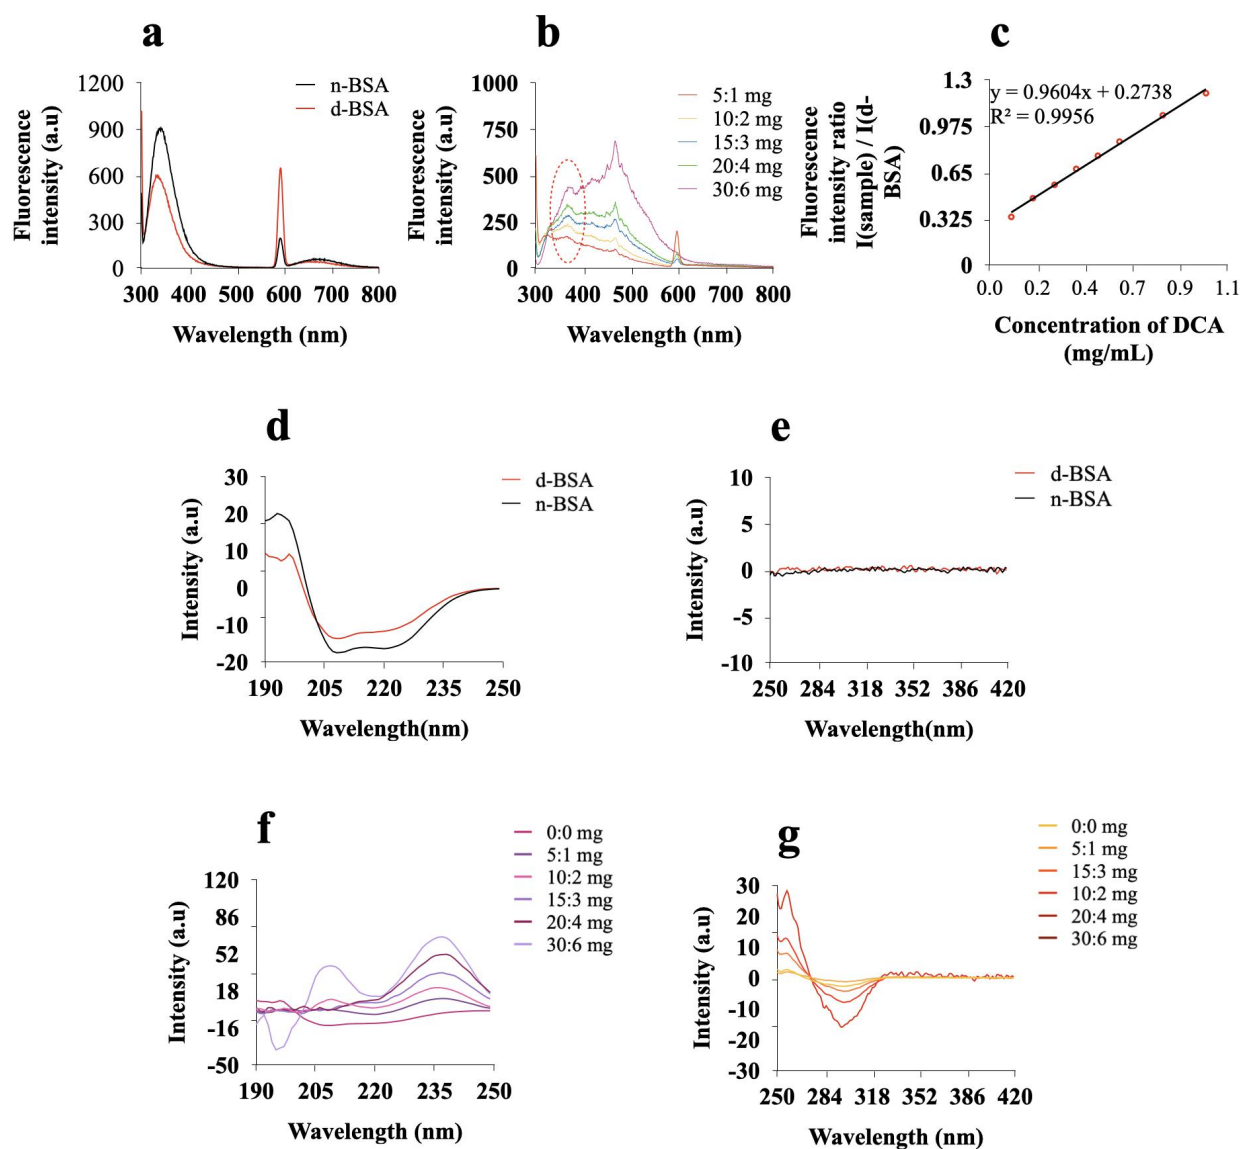 a
1200
900
600
300
0
300 400 500 600 700 800
Fluorescence
intensity (a.u)
Wavelength (nm)
n-BSA
d-BSA
b
1000
750
500
250
0
300 400 500 600 700 800
Fluorescence
intensity (a.u)
Wavelength (nm)
5:1 mg
10:2 mg
15:3 mg
20:4 mg
30:6 mg
c
1.3
0.975
0.65
0.325
0
0.0 0.2 0.4 0.7 0.9 1.1
Fluorescence
intensity ratio
I(sample) / I(d-
BSA)
y = 0.9604x + 0.2738
R² = 0.9956
Concentration of DCA
(mg/mL)
d
30
20
10
0
-10
-20
190 205 220 235 250
Intensity (a.u)
Wavelength(nm)
d-BSA
n-BSA
e
10
5
0
-5
-10
250 284 318 352 386 420
Intensity (a.u)
Wavelength(nm)
d-BSA
n-BSA
f
120
86
52
18
-16
-50
190 205 220 235 250
Intensity (a.u)
Wavelength (nm)
0:0 mg
5:1 mg
10:2 mg
15:3 mg
20:4 mg
30:6 mg
g
30
20
10
0
-10
-20
-30
250 284 318 352 386 420
Intensity (a.u)
Wavelength (nm)
0:0 mg
5:1 mg
15:3 mg
10:2 mg
20:4 mg
30:6 mg